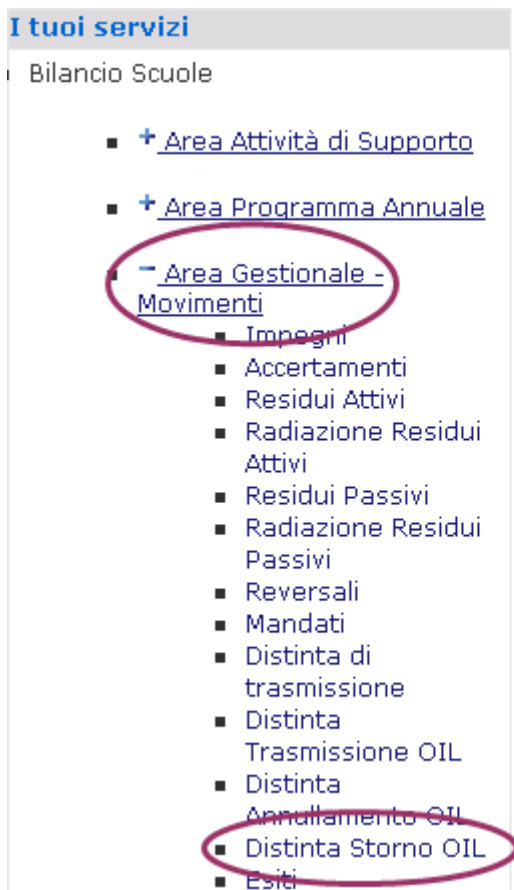 I tuoi servizi
Bilancio Scuole
+ Area Attività di Supporto
+ Area Programma Annuale
- Area Gestionale -
Movimenti
Impegni
Accertamenti
Residui Attivi
Radiazione Residui
Attivi
Residui Passivi
Radiazione Residui
Passivi
Reversali
Mandati
Distinta di
trasmissione
Distinta
Trasmissione OIL
Distinta
Annullamento OIL
Distinta Storno OIL
Esiti